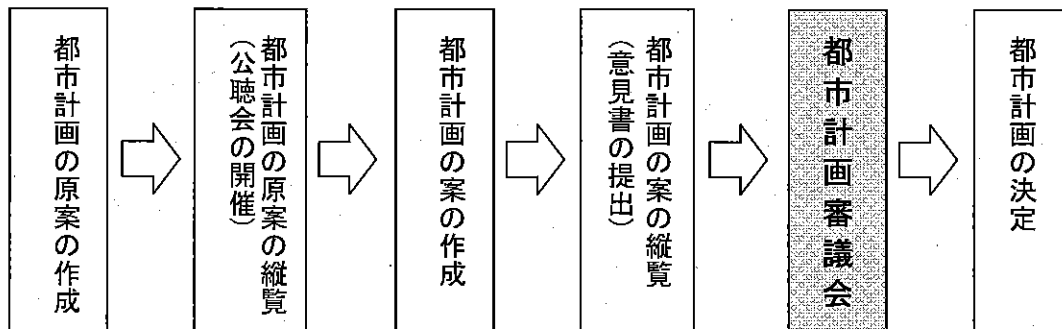 都市計画の原案の作成
都市計画の原案の縦覧
（公聴会の開催）
都市計画の案の作成
都市計画の案の縦覧
（意見書の提出）
都市計画審議会
都市計画の決定